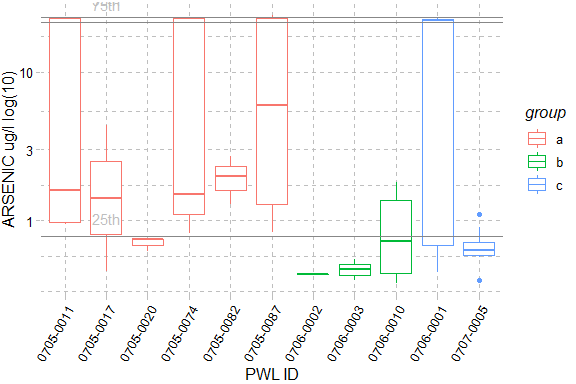 75th
10
3
1
25th
ARSENIC ug/l log(10)
group
a
b
c
0705-0011
0705-0017
0705-0020
0705-0074
0705-0082
0705-0087
0706-0002
0706-0003
0706-0010
0706-0001
0707-0005
PWL ID